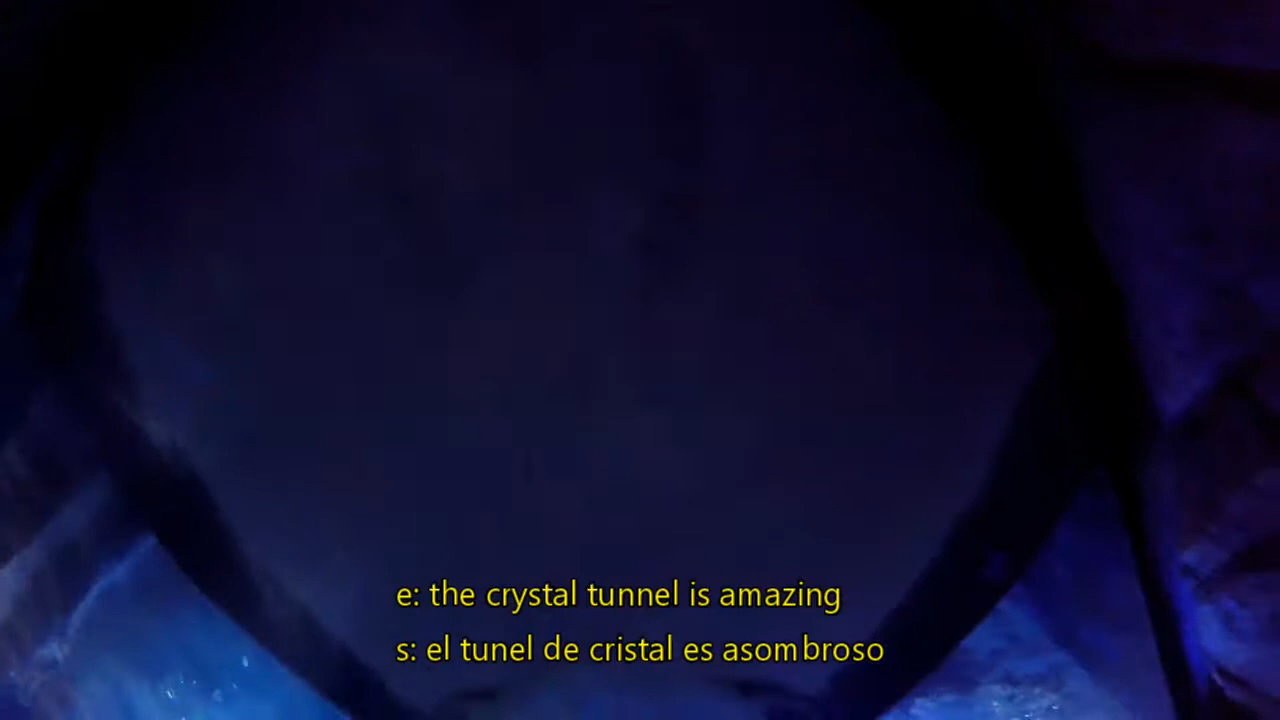 e: the crystal tunnel is amazing
s: el tunel de cristal es asombroso